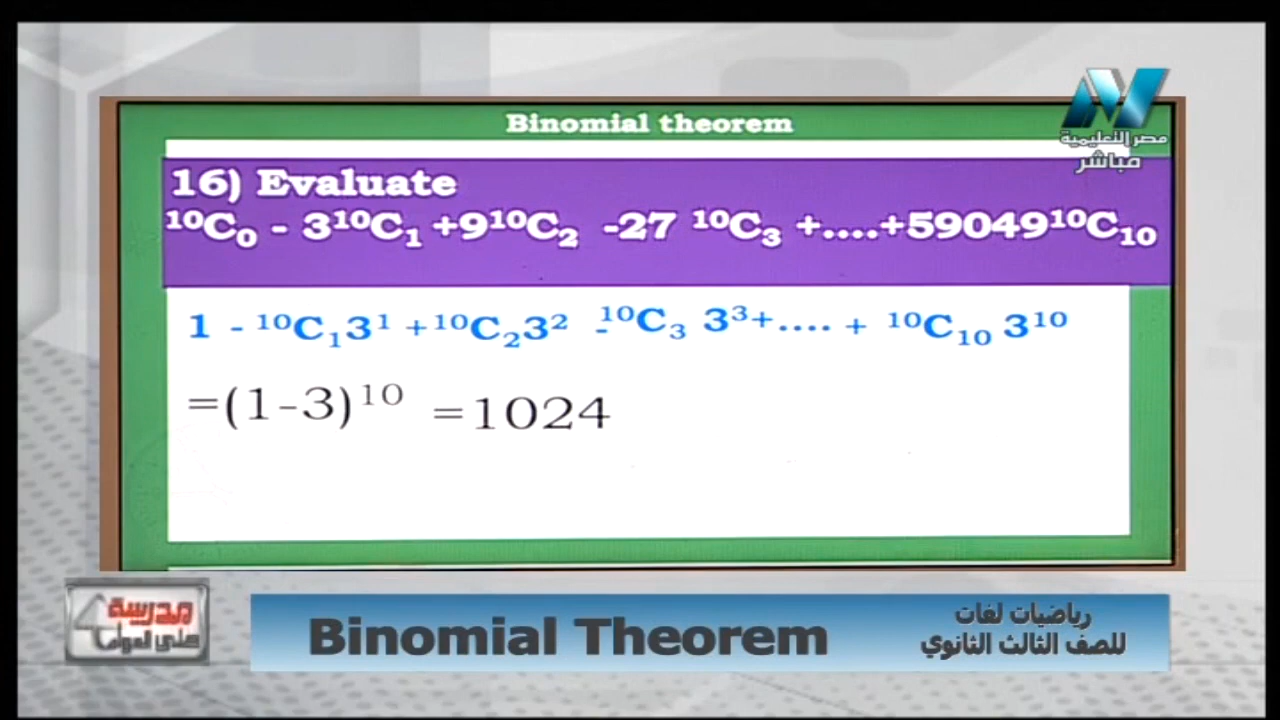 Binomial theorem
مصر التعليمية
مباشر
16) Evaluate
¹⁰C₀ - 3¹⁰C₁ +9¹⁰C₂ -27 ¹⁰C₃ +....+59049¹⁰C₁₀
1 - ¹⁰C₁3¹ +¹⁰C₂3² -¹⁰C₃ 3³+.... + ¹⁰C₁₀ 3¹⁰
=(1-3)¹⁰ =1024
مدرسة
على الهواء
Binomial Theorem
رياضيات لغات
للصف الثالث الثانوي